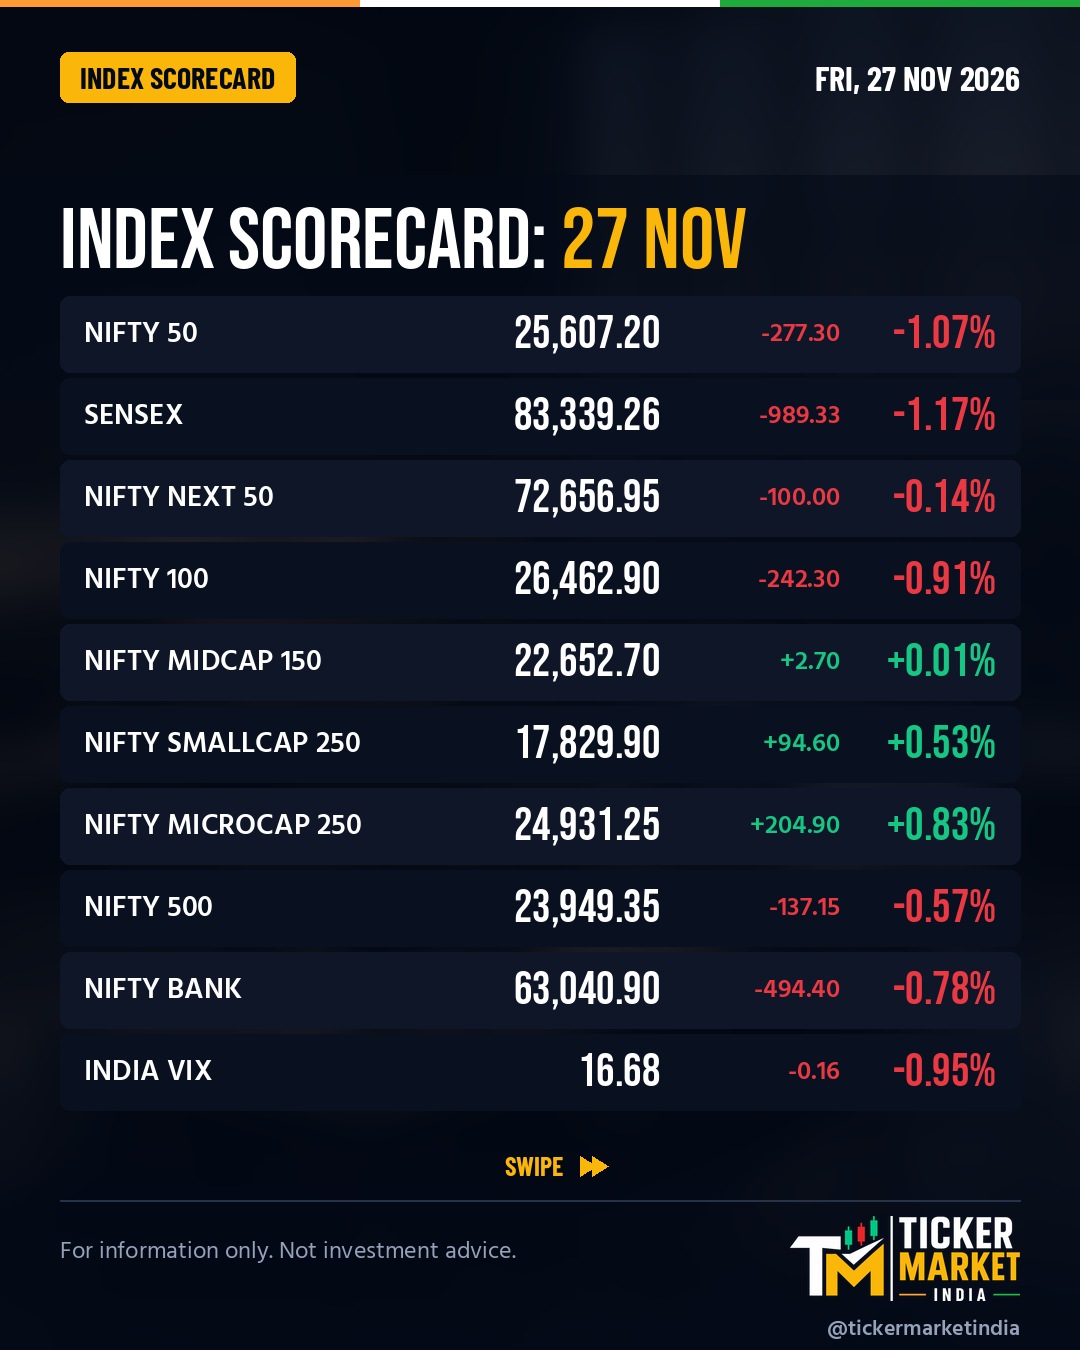 INDEX SCORECARD
FRI, 27 NOV 2026
INDEX SCORECARD: 27 NOV
NIFTY 50 25,607.20 -277.30 -1.07%
SENSEX 83,339.26 -989.33 -1.17%
NIFTY NEXT 50 72,656.95 -100.00 -0.14%
NIFTY 100 26,462.90 -242.30 -0.91%
NIFTY MIDCAP 150 22,652.70 +2.70 +0.01%
NIFTY SMALLCAP 250 17,829.90 +94.60 +0.53%
NIFTY MICROCAP 250 24,931.25 +204.90 +0.83%
NIFTY 500 23,949.35 -137.15 -0.57%
NIFTY BANK 63,040.90 -494.40 -0.78%
INDIA VIX 16.68 -0.16 -0.95%
SWIPE
For information only. Not investment advice.
TM
TICKER
MARKET
INDIA
@tickermarketindia